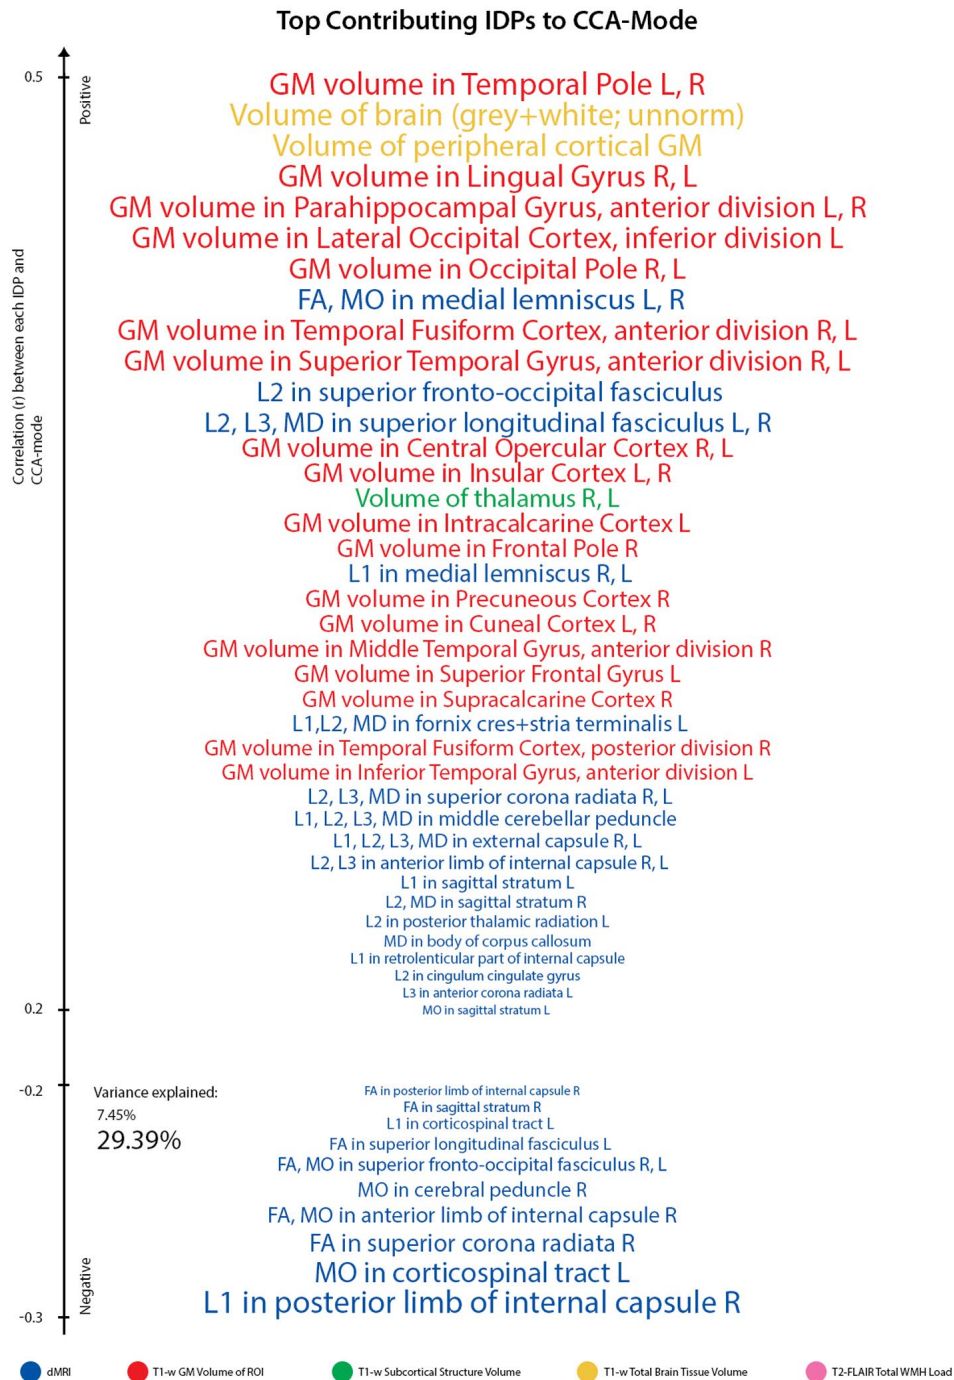 Top Contributing IDPs to CCA-Mode
0.5
Positive
Correlation (r) between each IDP and
CCA-mode
GM volume in Temporal Pole L, R
Volume of brain (grey+white; unnorm)
Volume of peripheral cortical GM
GM volume in Lingual Gyrus R, L
GM volume in Parahippocampal Gyrus, anterior division L, R
GM volume in Lateral Occipital Cortex, inferior division L
GM volume in Occipital Pole R, L
FA, MO in medial lemniscus L, R
GM volume in Temporal Fusiform Cortex, anterior division R, L
GM volume in Superior Temporal Gyrus, anterior division R, L
L2 in superior fronto-occipital fasciculus
L2, L3, MD in superior longitudinal fasciculus L, R
GM volume in Central Opercular Cortex R, L
GM volume in Insular Cortex L, R
Volume of thalamus R, L
GM volume in Intracalcarine Cortex L
GM volume in Frontal Pole R
L1 in medial lemniscus R, L
GM volume in Precuneous Cortex R
GM volume in Cuneal Cortex L, R
GM volume in Middle Temporal Gyrus, anterior division R
GM volume in Superior Frontal Gyrus L
GM volume in Supracalcarine Cortex R
L1,L2, MD in fornix cres+stria terminalis L
GM volume in Temporal Fusiform Cortex, posterior division R
GM volume in Inferior Temporal Gyrus, anterior division L
L2, L3, MD in superior corona radiata R, L
L1, L2, L3, MD in middle cerebellar peduncle
L1, L2, L3, MD in external capsule R, L
L2, L3 in anterior limb of internal capsule R, L
L1 in sagittal stratum L
L2, MD in sagittal stratum R
L2 in posterior thalamic radiation L
MD in body of corpus callosum
L1 in retrolenticular part of internal capsule
L2 in cingulum cingulate gyrus
L3 in anterior corona radiata L
MO in sagittal stratum L
0.2
-0.2
Variance explained:
7.45%
29.39%
FA in posterior limb of internal capsule R
FA in sagittal stratum R
L1 in corticospinal tract L
FA in superior longitudinal fasciculus L
FA, MO in superior fronto-occipital fasciculus R, L
MO in cerebral peduncle R
FA, MO in anterior limb of internal capsule R
FA in superior corona radiata R
MO in corticospinal tract L
L1 in posterior limb of internal capsule R
Negative
-0.3
dMRI
T1-w GM Volume of ROI
T1-w Subcortical Structure Volume
T1-w Total Brain Tissue Volume
T2-FLAIR Total WMH Load